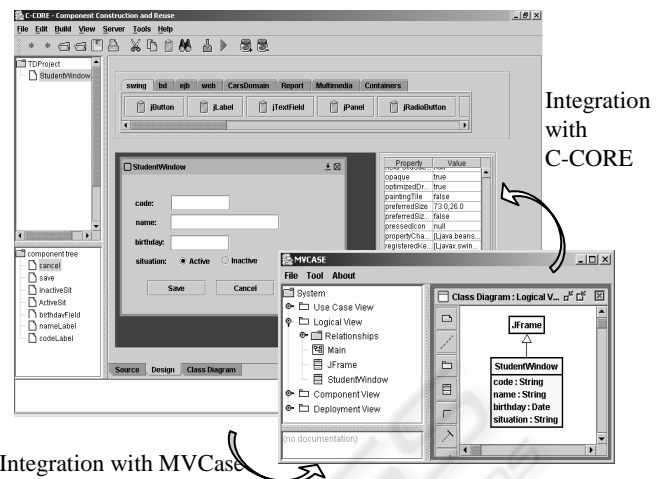 C-CORE - Component Construction and Reuse
File Edit Build View Server Tools Help
TDProject
StudentWindow
swing bd ejb web CarsDomain Report Multimedia Containers
jButton jLabel jTextField jPanel jRadioButton
Integration
with
C-CORE
StudentWindow
code:
name:
birthday:
situation: Active Inactive
Save Cancel
Property Value
opaque true
optimizedDr... true
paintingTile false
preferredSize 73.0,26.0
preferredSiz... false
pressedIcon null
propertyCha... [Ljava.beans...
registeredKe... [Ljavax.swin...
component tree
cancel
save
InactiveSit
ActiveSit
birthdayField
nameLabel
codeLabel
Source Design Class Diagram
MVCASE
File Tool About
System
Use Case View
Logical View
Relationships
Main
JFrame
StudentWindow
Component View
Deployment View
(no documentation)
Class Diagram : Logical V...
JFrame
StudentWindow
code : String
name : String
birthday : Date
situation : String
Integration with MVCase